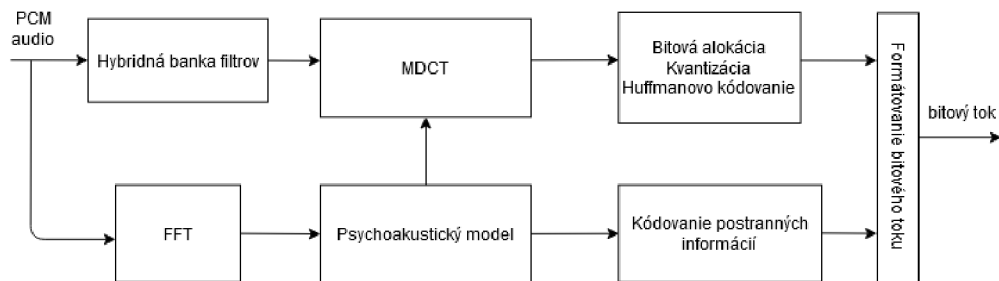 PCM
audio
Hybridná banka filtrov
MDCT
Bitová alokácia
Kvantizácia
Huffmanovo kódovanie
Formátovanie bitového toku
bitový tok
FFT
Psychoakustický model
Kódovanie postranných
informácií